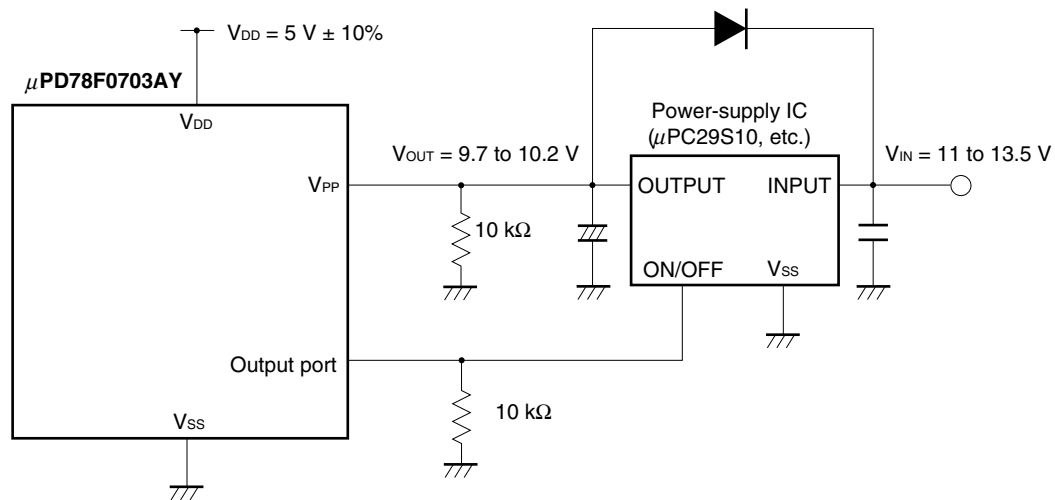 VDD = 5 V ± 10%
μPD78F0703AY
VDD
Power-supply IC
(μPC29S10, etc.)
VOUT = 9.7 to 10.2 V
VIN = 11 to 13.5 V
VPP
OUTPUT
INPUT
10 kΩ
ON/OFF
VSS
Output port
10 kΩ
VSS